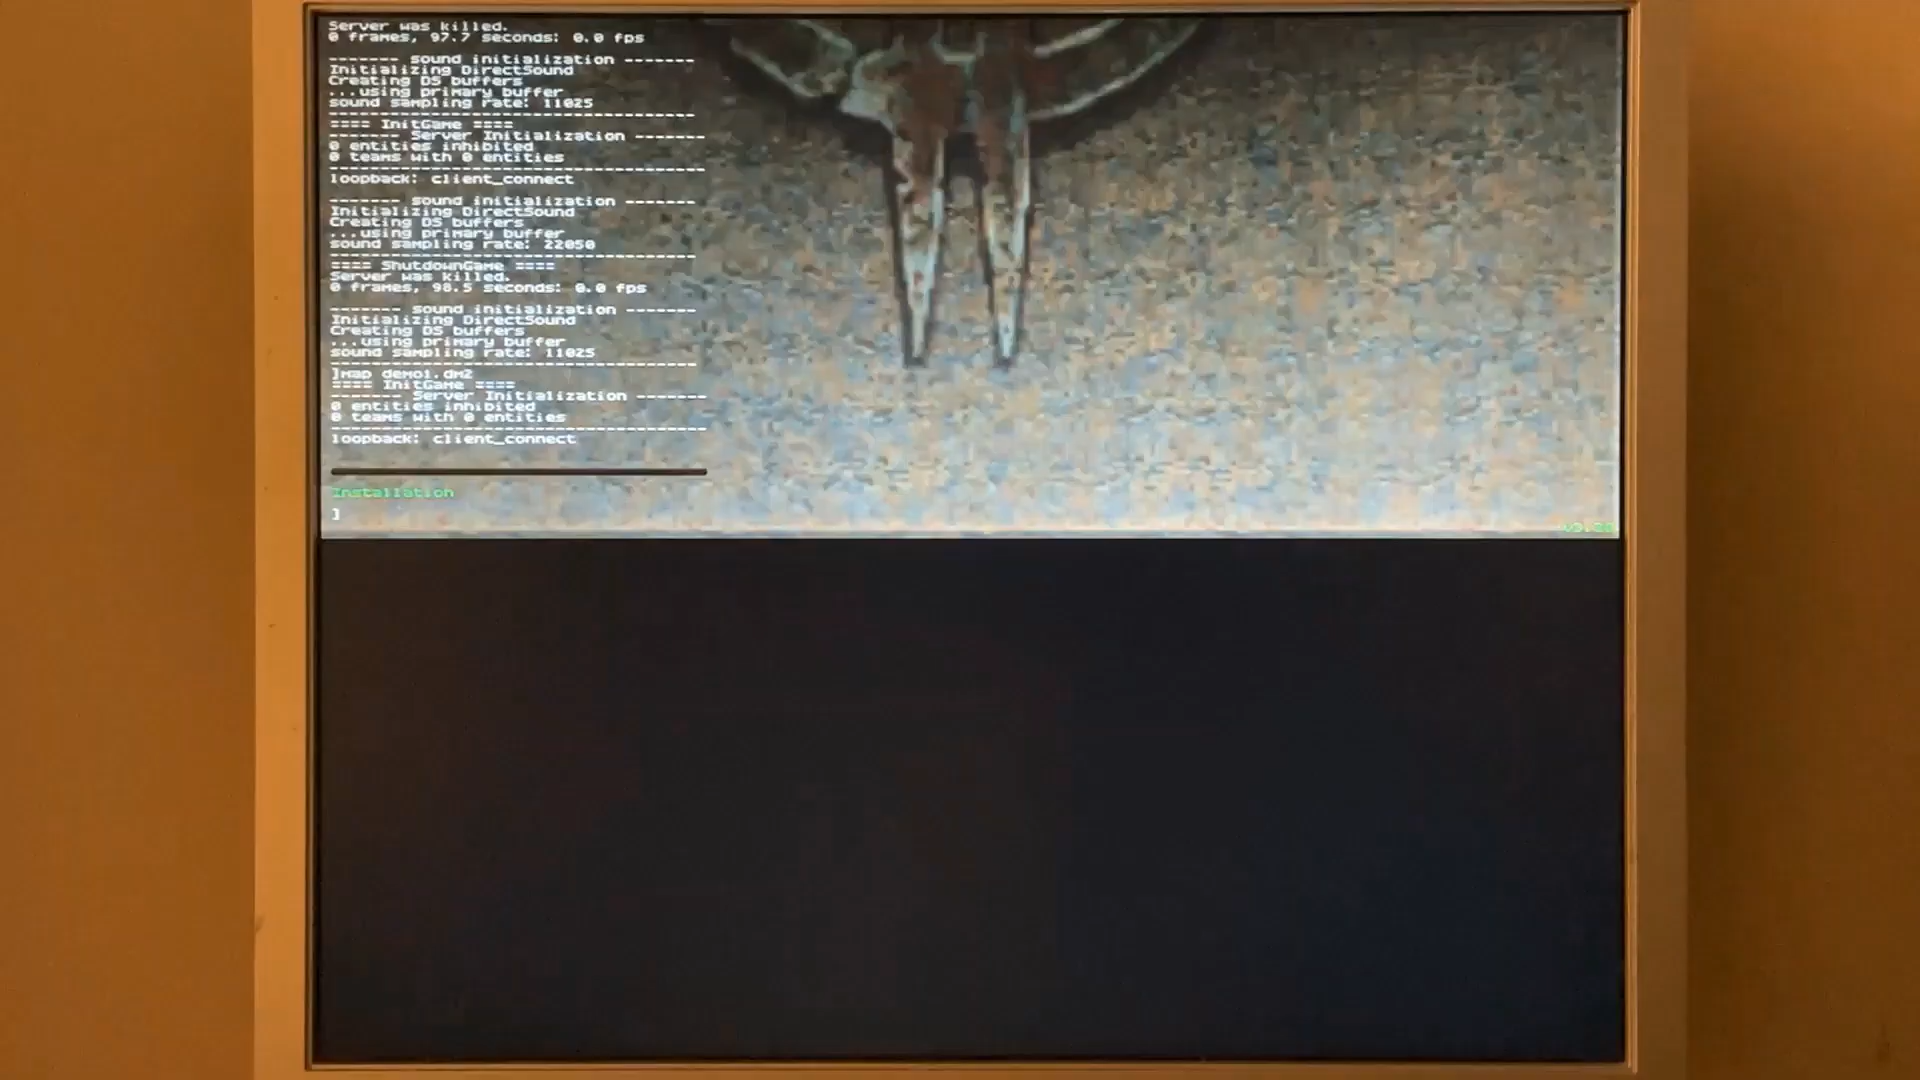 Server was killed.
0 frames, 97.7 seconds: 0.0 fps
------- sound initialization -------
Initializing DirectSound
Creating DS buffers
...using primary buffer
sound sampling rate: 11025
------------------------------------
==== InitGame ====
------- Server Initialization -------
0 entities inhibited
0 teams with 0 entities
-------------------------------------
loopback: client_connect
------- sound initialization -------
Initializing DirectSound
Creating DS buffers
...using primary buffer
sound sampling rate: 22050
------------------------------------
==== ShutdownGame ====
Server was killed.
0 frames, 98.5 seconds: 0.0 fps
------- sound initialization -------
Initializing DirectSound
Creating DS buffers
...using primary buffer
sound sampling rate: 11025
------------------------------------
]map demo1.dm2
==== InitGame ====
------- Server Initialization -------
0 entities inhibited
0 teams with 0 entities
-------------------------------------
loopback: client_connect
Installation
]